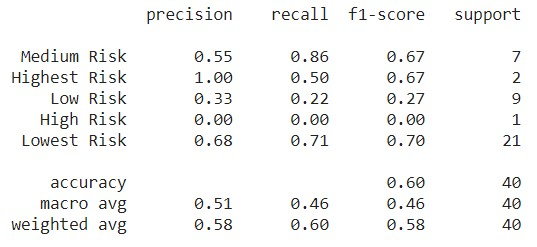 precision recall f1-score support
Medium Risk 0.55 0.86 0.67 7
Highest Risk 1.00 0.50 0.67 2
Low Risk 0.33 0.22 0.27 9
High Risk 0.00 0.00 0.00 1
Lowest Risk 0.68 0.71 0.70 21
accuracy 0.60 40
macro avg 0.51 0.46 0.46 40
weighted avg 0.58 0.60 0.58 40